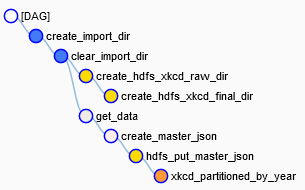 [DAG]
create_import_dir
clear_import_dir
create_hdfs_xkcd_raw_dir
create_hdfs_xkcd_final_dir
get_data
create_master_json
hdfs_put_master_json
xkcd_partitioned_by_year